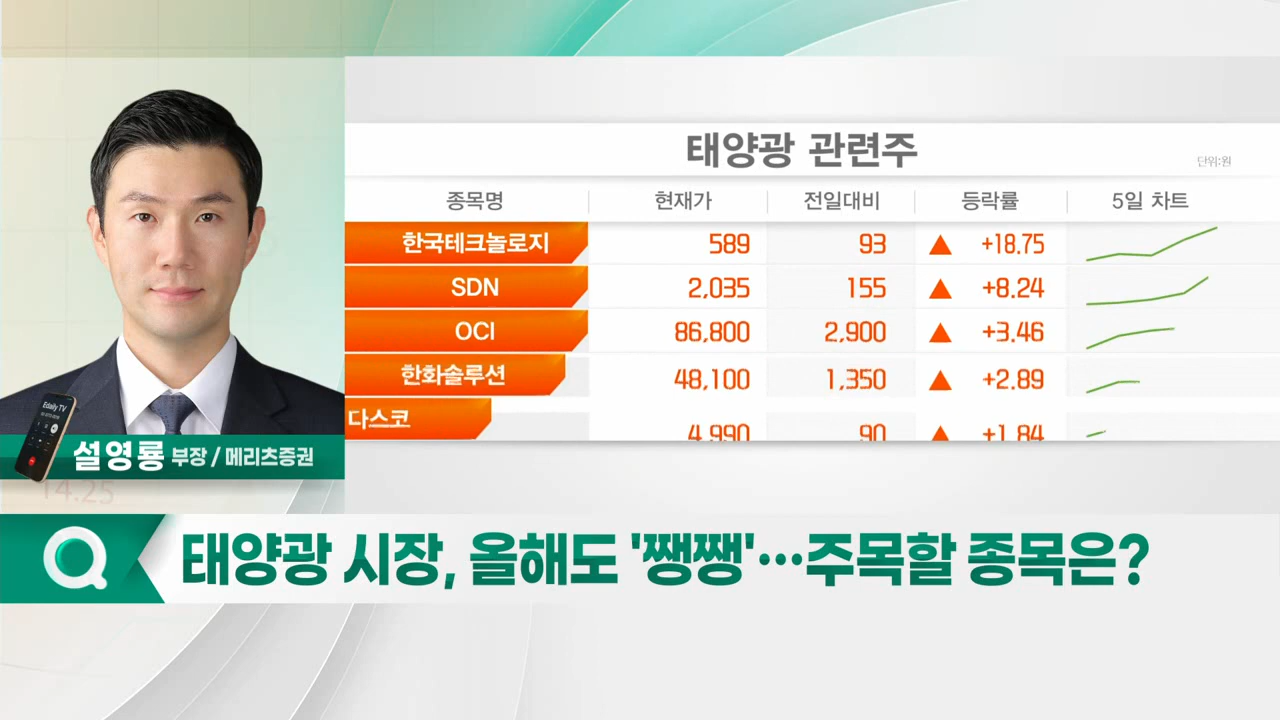 태양광 관련주
단위:원
종목명 현재가 전일대비 등락률 5일 차트
한국테크놀로지 589 93 ▲ +18.75
SDN 2,035 155 ▲ +8.24
OCI 86,800 2,900 ▲ +3.46
한화솔루션 48,100 1,350 ▲ +2.89
다스코 4,990 90 ▲ +1.84
Edaily TV
설영룡 부장 / 메리츠증권
14.25
Q 태양광 시장, 올해도 '쨍쨍'…주목할 종목은?